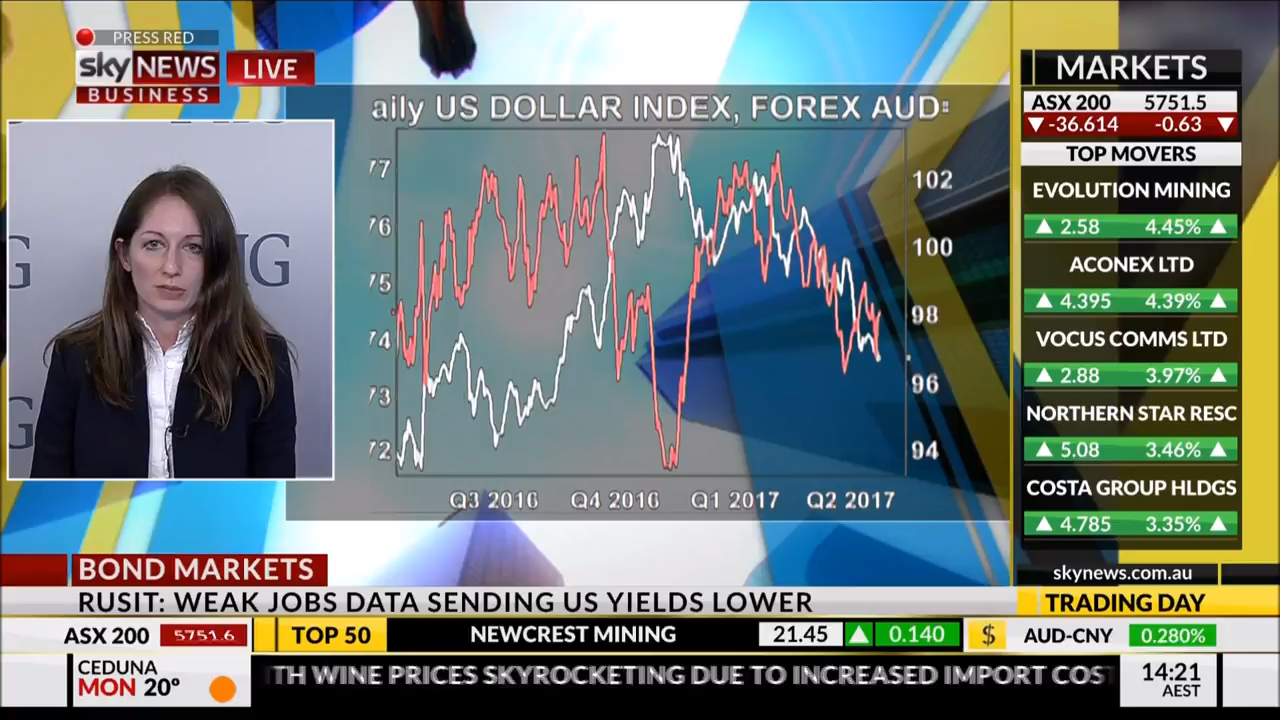 PRESS RED
sky NEWS
LIVE
BUSINESS
aily US DOLLAR INDEX, FOREX AUD:
77
76
75
74
73
72
102
100
98
96
94
Q3 2016 Q4 2016 Q1 2017 Q2 2017
IG
G
G
MARKETS
ASX 200 5751.5
▼ -36.614 -0.63 ▼
TOP MOVERS
EVOLUTION MINING
▲ 2.58 4.45% ▲
ACONEX LTD
▲ 4.395 4.39% ▲
VOCUS COMMS LTD
▲ 2.88 3.97% ▲
NORTHERN STAR RESC
▲ 5.08 3.46% ▲
COSTA GROUP HLDGS
▲ 4.785 3.35% ▲
skynews.com.au
TRADING DAY
BOND MARKETS
RUSIT: WEAK JOBS DATA SENDING US YIELDS LOWER
ASX 200 5751.6 TOP 50 NEWCREST MINING 21.45 ▲ 0.140 $ AUD-CNY 0.280%
CEDUNA
MON 20°
TH WINE PRICES SKYROCKETING DUE TO INCREASED IMPORT COS
14:21
AEST